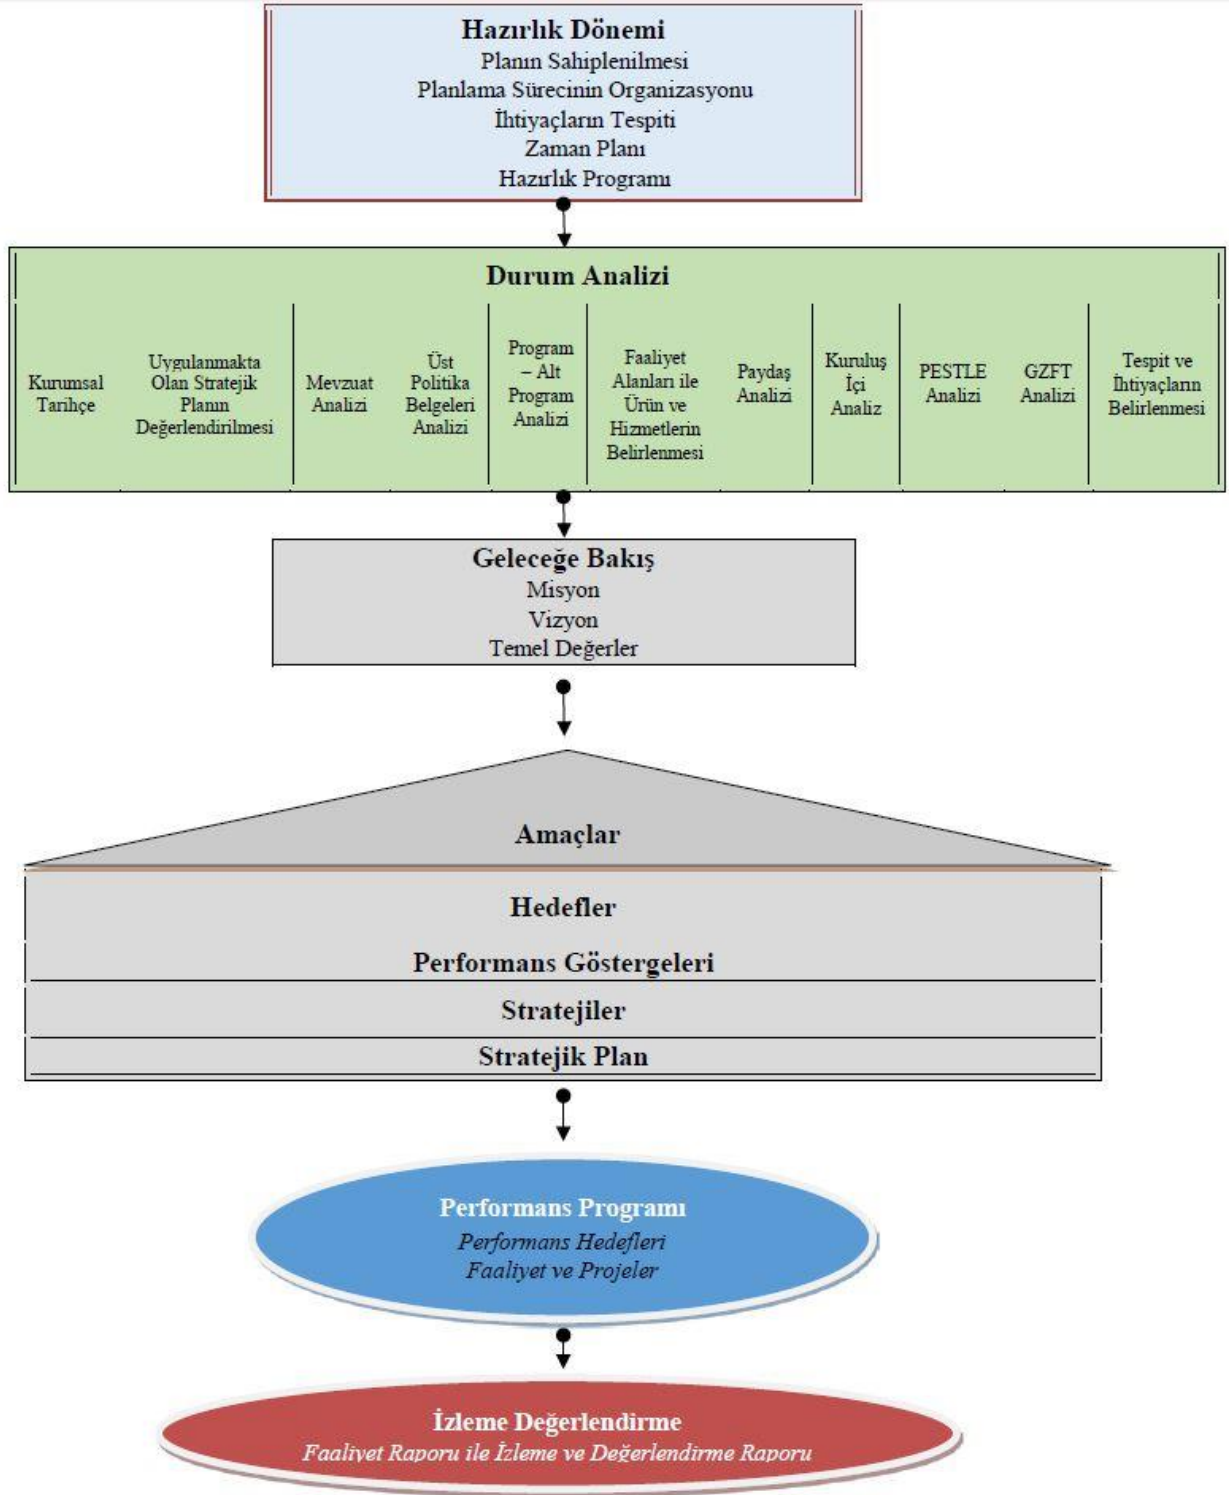 Hazırlık Dönemi
Planın Sahiplenilmesi
Planlama Sürecinin Organizasyonu
İhtiyaçların Tespiti
Zaman Planı
Hazırlık Programı
Durum Analizi
Kurumsal
Tarihçe
Uygulanmakta
Olan Stratejik
Planın
Değerlendirilmesi
Mevzuat
Analizi
Üst
Politika
Belgeleri
Analizi
Program
– Alt
Program
Analizi
Faaliyet
Alanları ile
Ürün ve
Hizmetlerin
Belirlenmesi
Paydaş
Analizi
Kuruluş
İçi
Analiz
PESTLE
Analizi
GZFT
Analizi
Tespit ve
İhtiyaçların
Belirlenmesi
Geleceğe Bakış
Misyon
Vizyon
Temel Değerler
Amaçlar
Hedefler
Performans Göstergeleri
Stratejiler
Stratejik Plan
Performans Programı
Performans Hedefleri
Faaliyet ve Projeler
İzleme Değerlendirme
Faaliyet Raporu ile İzleme ve Değerlendirme Raporu